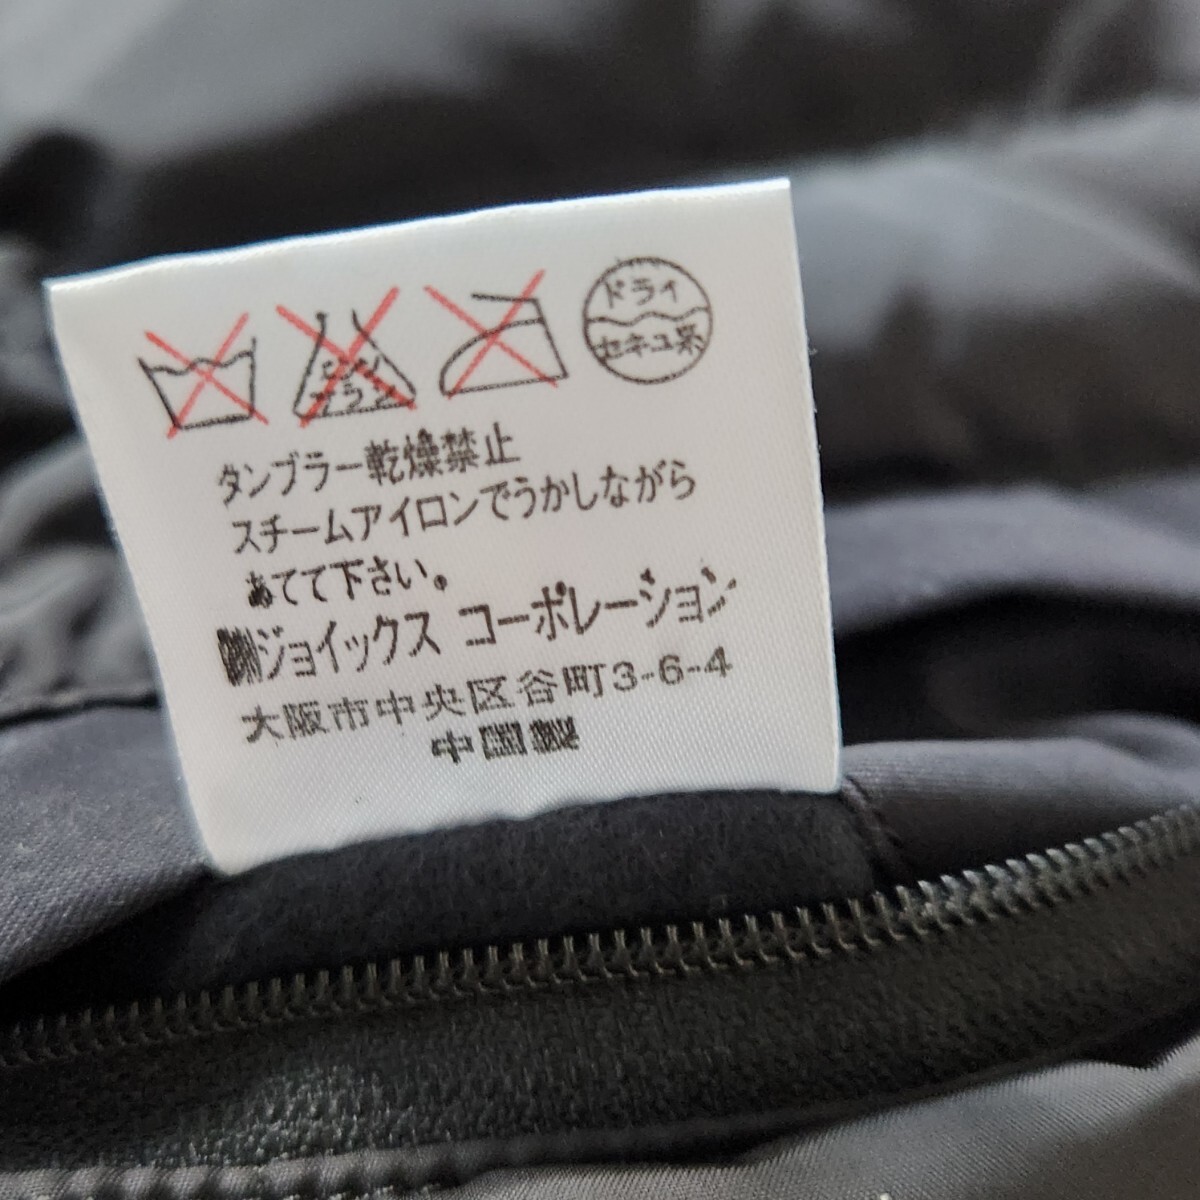 ドライ
エンソ
サラシ
セキユ系
タンブラー乾燥禁止
スチームアイロンでうかしながら
あてて下さい。
㈱ジョイックス コーポレーション
大阪市中央区谷町3-6-4
中国製